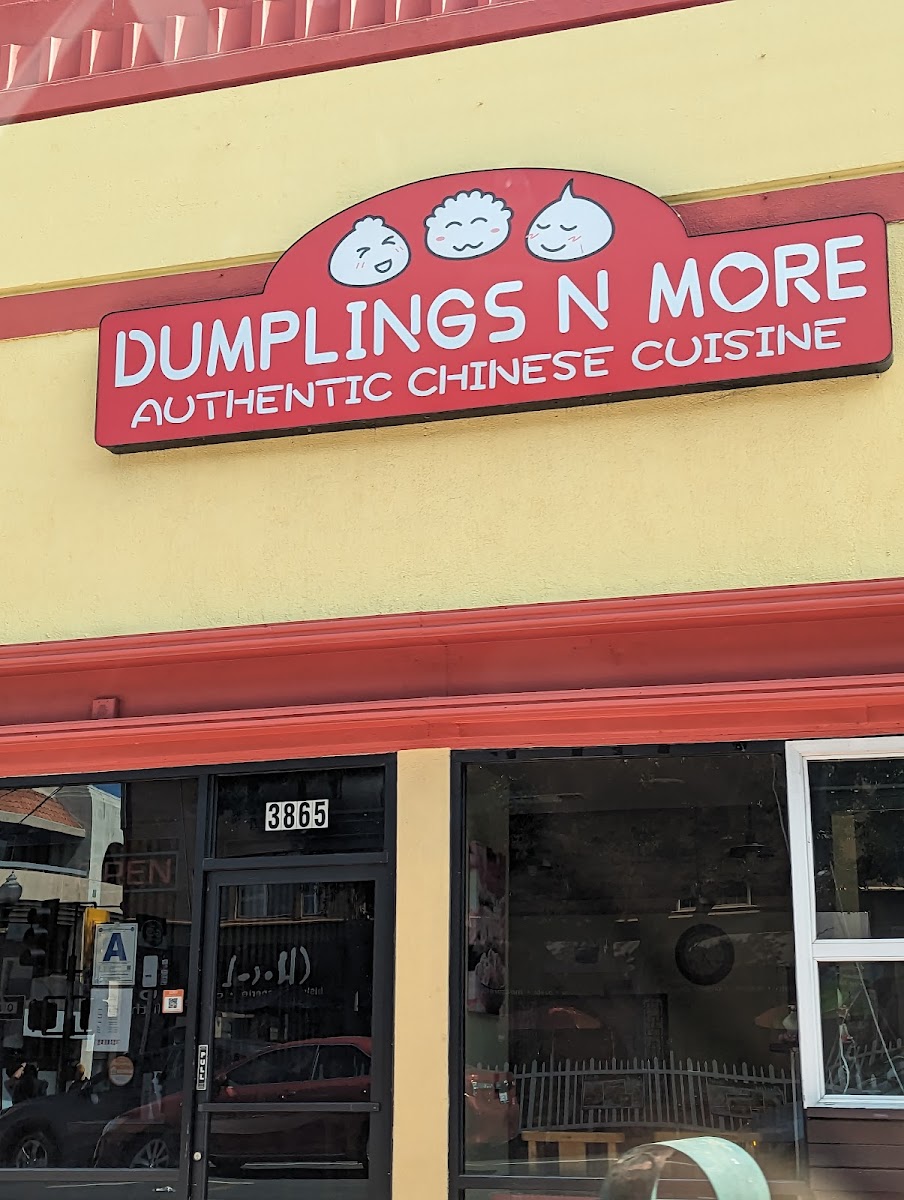 DUMPLINGS N MORE
AUTHENTIC CHINESE CUISINE
3865
A
PULL